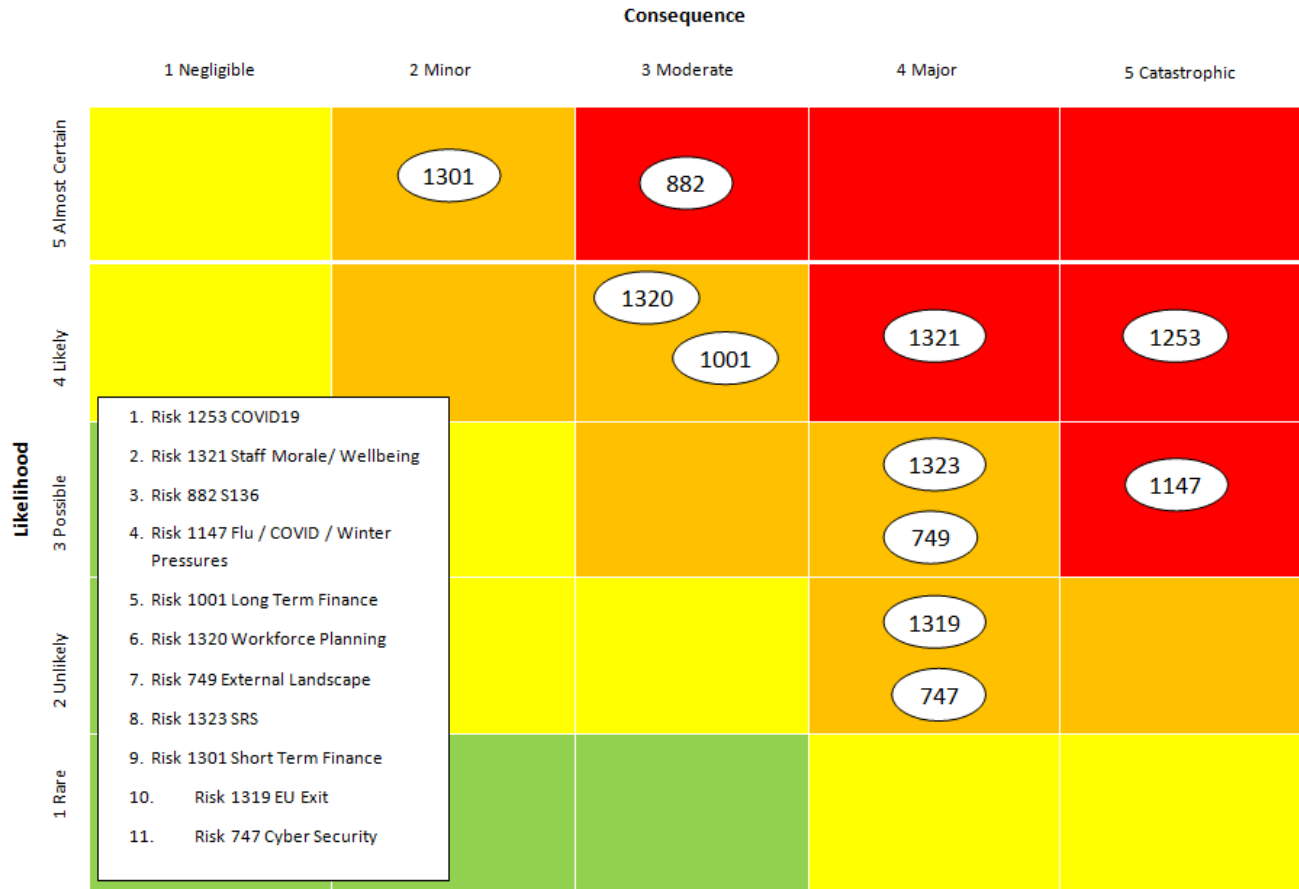 Consequence
1 Negligible
2 Minor
3 Moderate
4 Major
5 Catastrophic
Likelihood
5 Almost Certain
1301
882
4 Likely
1320
1001
1321
1253
3 Possible
1323
749
1147
2 Unlikely
1319
747
1 Rare
1. Risk 1253 COVID19
2. Risk 1321 Staff Morale/ Wellbeing
3. Risk 882 S136
4. Risk 1147 Flu / COVID / Winter
Pressures
5. Risk 1001 Long Term Finance
6. Risk 1320 Workforce Planning
7. Risk 749 External Landscape
8. Risk 1323 SRS
9. Risk 1301 Short Term Finance
10. Risk 1319 EU Exit
11. Risk 747 Cyber Security